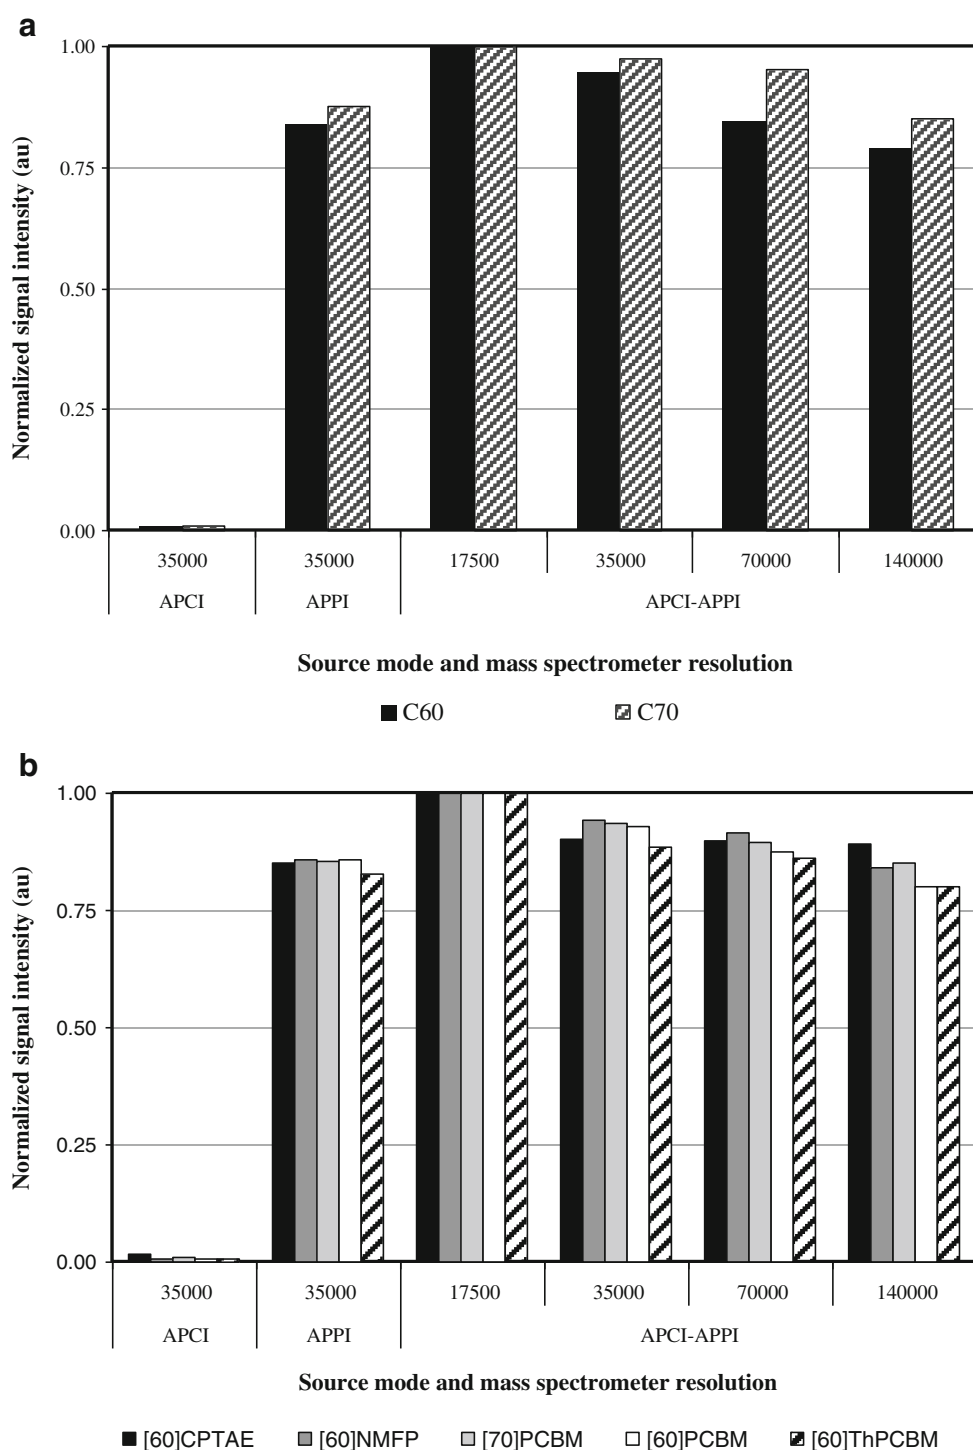 a
1.00
0.75
0.50
0.25
0.00
Normalized signal intensity (au)
35000 35000 17500 35000 70000 140000
APCI APPI APCI-APPI
Source mode and mass spectrometer resolution
C60 C70
b
1.00
0.75
0.50
0.25
0.00
Normalized signal intensity (au)
35000 35000 17500 35000 70000 140000
APCI APPI APCI-APPI
Source mode and mass spectrometer resolution
[60]CPTAE [60]NMFP [70]PCBM [60]PCBM [60]ThPCBM